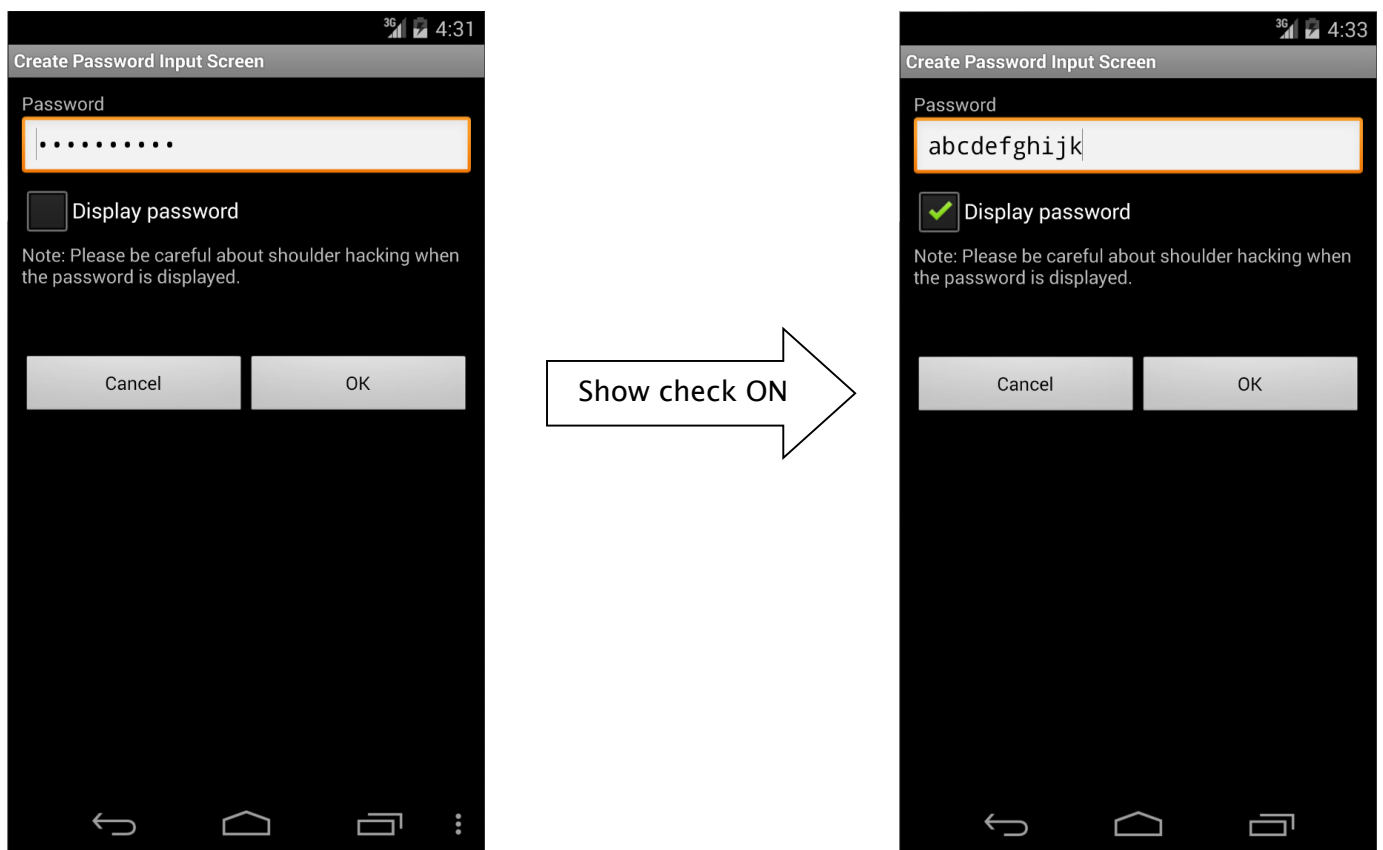 3G 4:31
Create Password Input Screen
Password
••••••••••
Display password
Note: Please be careful about shoulder hacking when
the password is displayed.
Cancel OK
Show check ON
3G 4:33
Create Password Input Screen
Password
abcdefghijk
Display password
Note: Please be careful about shoulder hacking when
the password is displayed.
Cancel OK